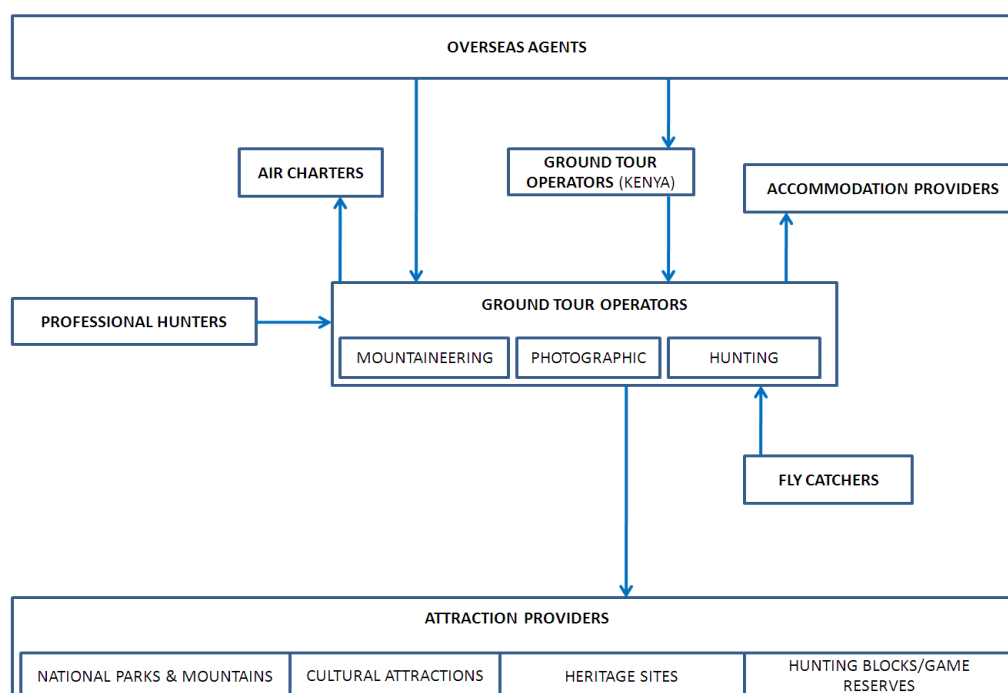 OVERSEAS AGENTS
AIR CHARTERS
GROUND TOUR
OPERATORS (KENYA)
ACCOMMODATION PROVIDERS
PROFESSIONAL HUNTERS
GROUND TOUR OPERATORS
MOUNTAINEERING
PHOTOGRAPHIC
HUNTING
FLY CATCHERS
ATTRACTION PROVIDERS
NATIONAL PARKS & MOUNTAINS
CULTURAL ATTRACTIONS
HERITAGE SITES
HUNTING BLOCKS/GAME
RESERVES